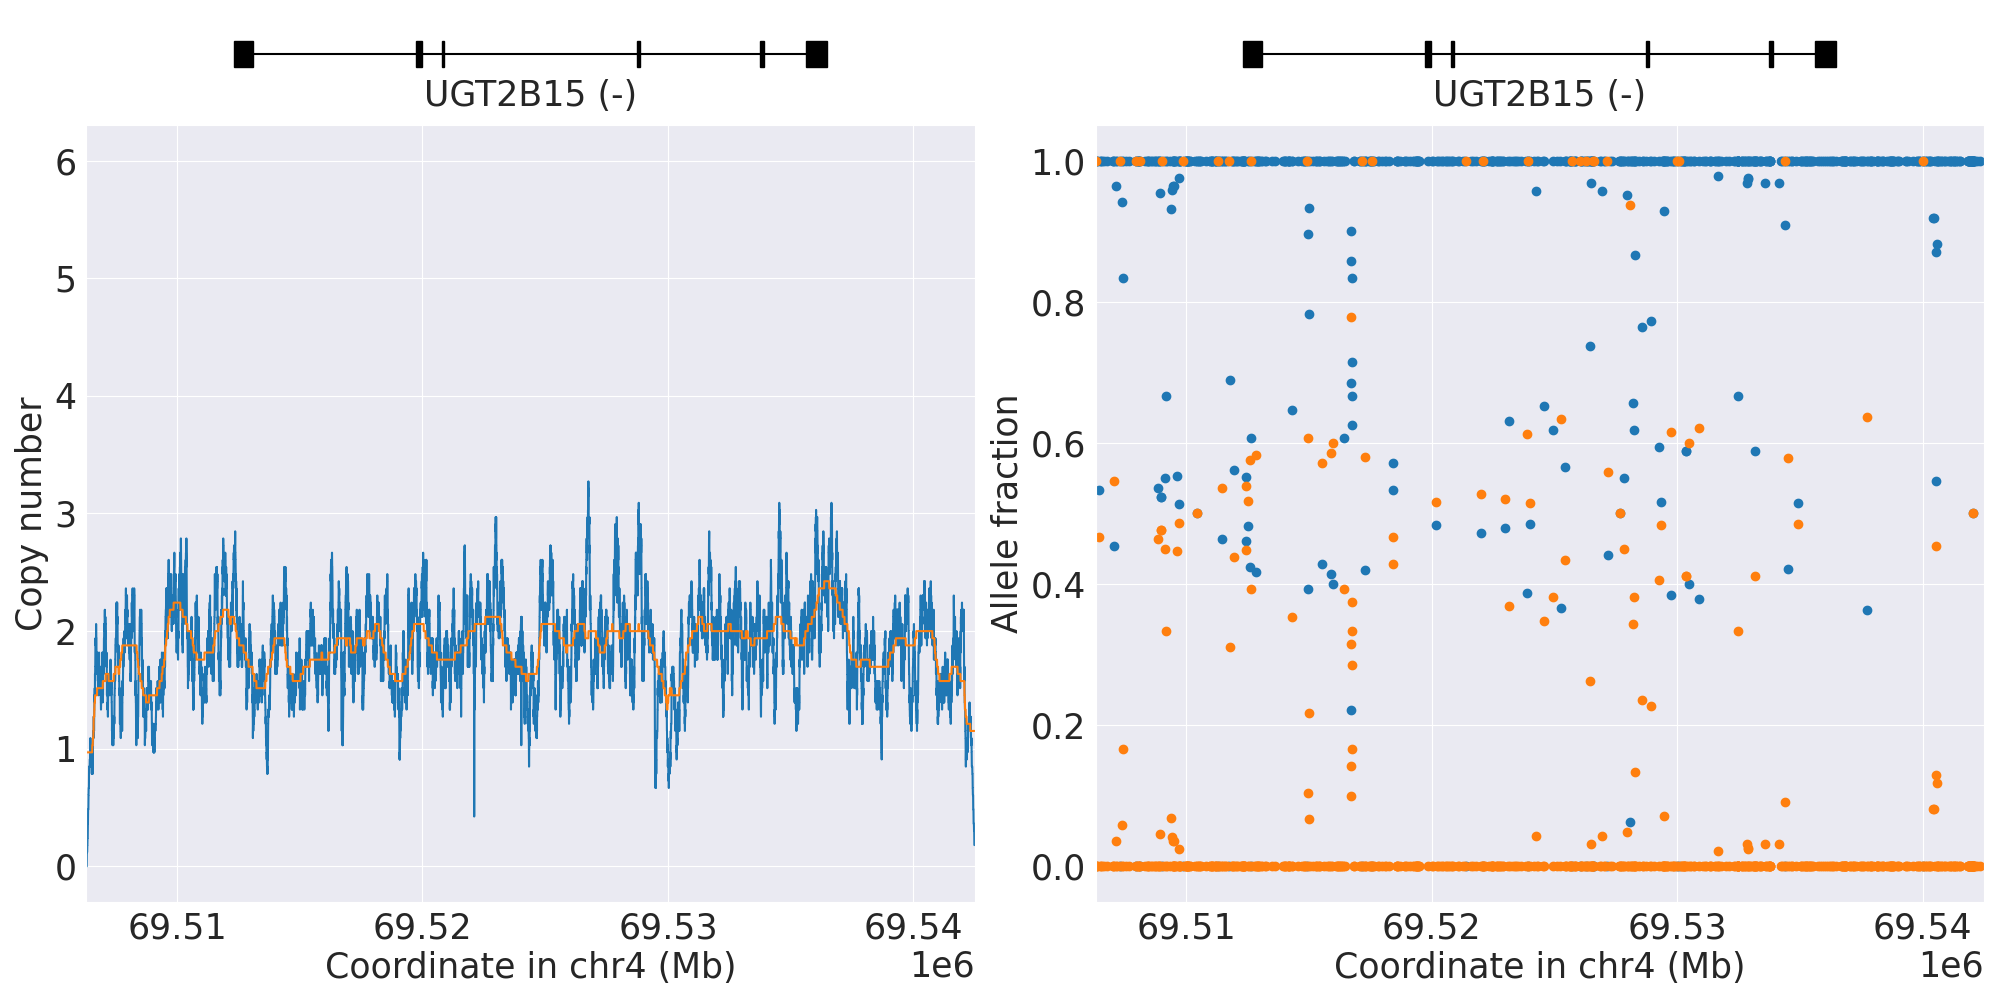 UGT2B15 (-)
6
5
4
3
2
1
0
Copy number
69.51 69.52 69.53 69.54
Coordinate in chr4 (Mb)
1e6
UGT2B15 (-)
1.0
0.8
0.6
0.4
0.2
0.0
Allele fraction
69.51 69.52 69.53 69.54
Coordinate in chr4 (Mb)
1e6